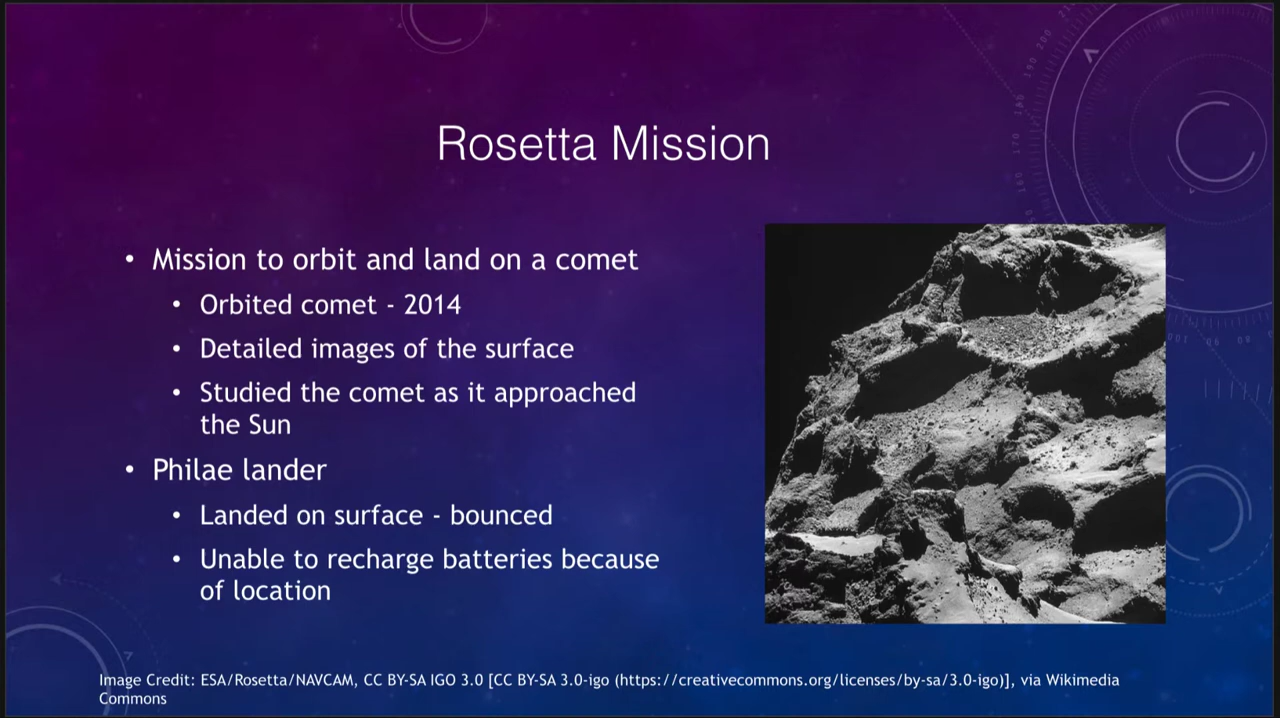 Rosetta Mission
• Mission to orbit and land on a comet
• Orbited comet - 2014
• Detailed images of the surface
• Studied the comet as it approached
the Sun
• Philae lander
• Landed on surface - bounced
• Unable to recharge batteries because
of location
Image Credit: ESA/Rosetta/NAVCAM, CC BY-SA IGO 3.0 [CC BY-SA 3.0-igo (https://creativecommons.org/licenses/by-sa/3.0-igo)], via Wikimedia
Commons